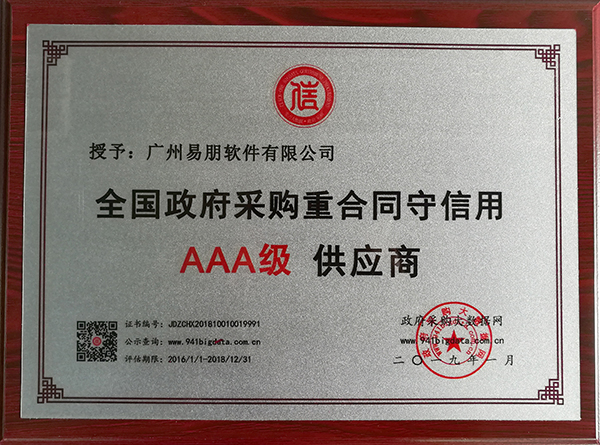 信
授予：广州易朋软件有限公司
全国政府采购重合同守信用
AAA级 供应商
证书编号：JDZCHX201810010019991
公示查询：www.941bigdata.com.cn
评估期限：2016/1/1-2018/12/31
政府采购大数据网
www.941bigdata.com.cn
二〇一九年一月